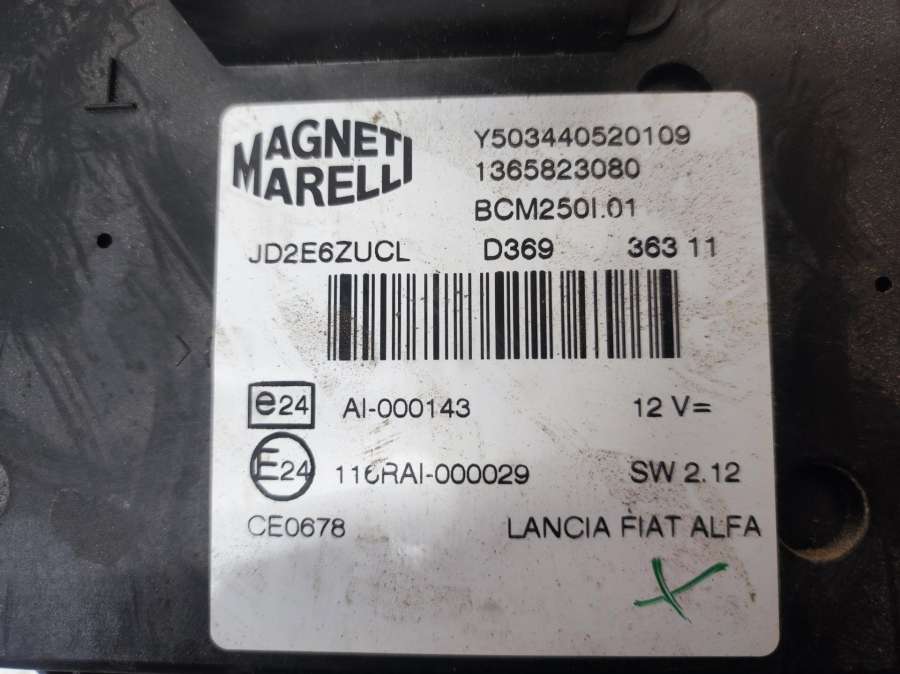 MAGNETI
MARELLI
Y503440520109
1365823080
BCM250I.01
JD2E6ZUCL D369 363 11
e24 AI-000143 12 V=
E24 116RAI-000029 SW 2.12
CE0678 LANCIA FIAT ALFA